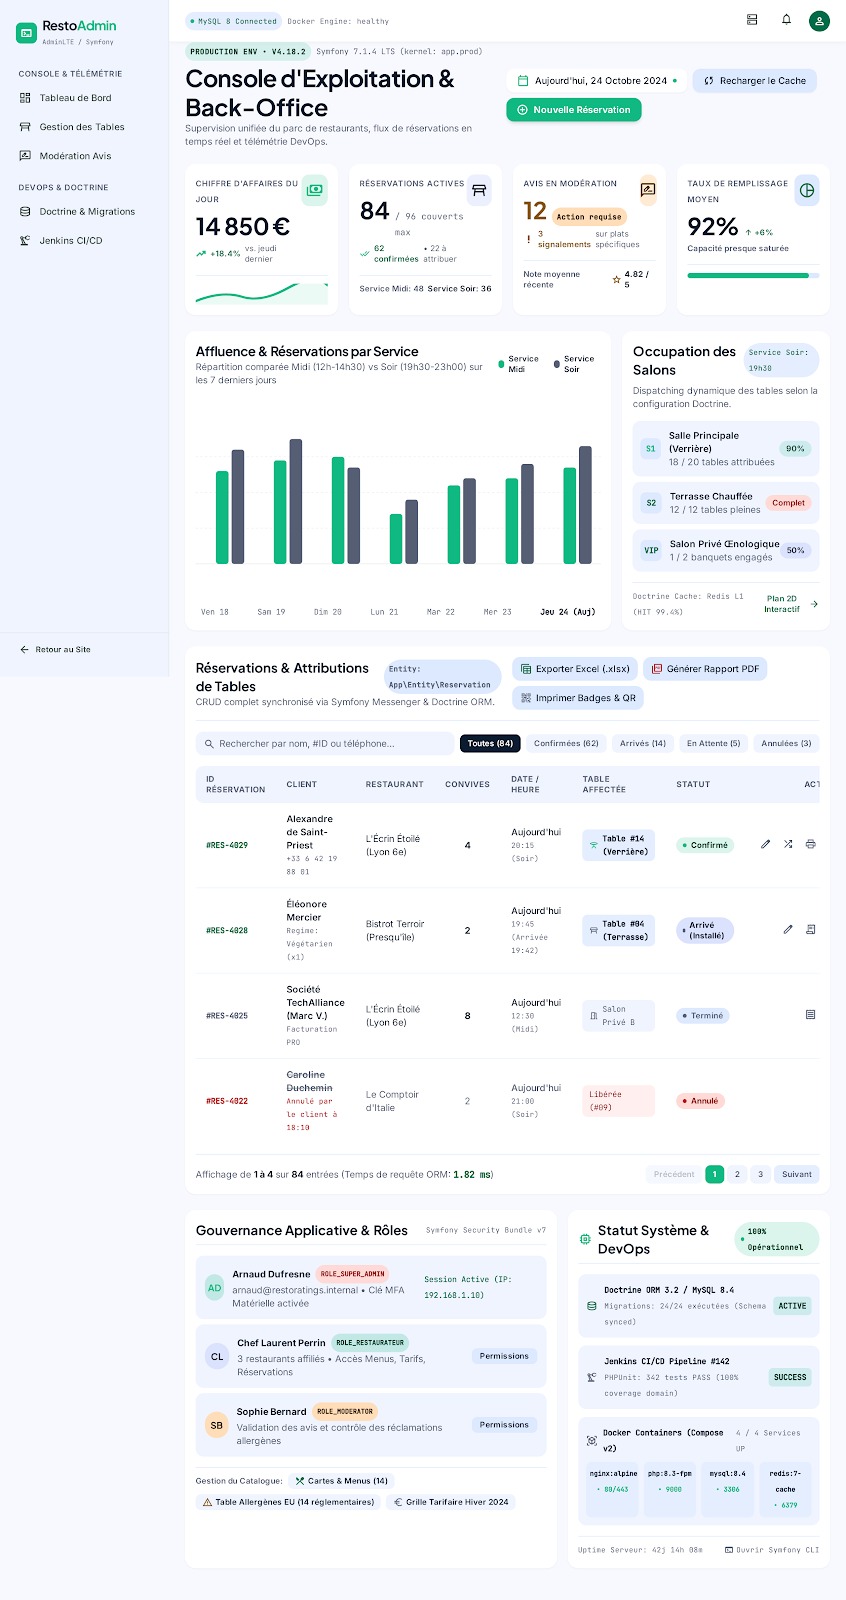 RestoAdmin
AdminLTE / Symfony
CONSOLE & TÉLÉMÉTRIE
Tableau de Bord
Gestion des Tables
Modération Avis
DEVOPS & DOCTRINE
Doctrine & Migrations
Jenkins CI/CD
Retour au Site
MySQL 8 Connected
Docker Engine: healthy
PRODUCTION ENV • V4.18.2
Symfony 7.1.4 LTS (kernel: app.prod)
Console d'Exploitation &
Back-Office
Supervision unifiée du parc de restaurants, flux de réservations en
temps réel et télémétrie DevOps.
Aujourd'hui, 24 Octobre 2024
Recharger le Cache
Nouvelle Réservation
CHIFFRE D'AFFAIRES DU
JOUR
14 850 €
+18.4%
vs. jeudi
dernier
RÉSERVATIONS ACTIVES
84 / 96 couverts
max
62
confirmées
• 22 à
attribuer
Service Midi: 48
Service Soir: 36
AVIS EN MODÉRATION
12
Action requise
3
signalements
sur plats
spécifiques
Note moyenne
récente
4.82 /
5
TAUX DE REMPLISSAGE
MOYEN
92%
+6%
Capacité presque saturée
Affluence & Réservations par Service
Répartition comparée Midi (12h-14h30) vs Soir (19h30-23h00) sur
les 7 derniers jours
Service
Midi
Service
Soir
Ven 18
Sam 19
Dim 20
Lun 21
Mar 22
Mer 23
Jeu 24 (Auj)
Occupation des
Salons
Service Soir:
19h30
Dispatching dynamique des tables selon la
configuration Doctrine.
S1
Salle Principale
(Verrière)
18 / 20 tables attribuées
90%
S2
Terrasse Chauffée
12 / 12 tables pleines
Complet
VIP
Salon Privé Œnologique
1 / 2 banquets engagés
50%
Doctrine Cache: Redis L1
(HIT 99.4%)
Plan 2D
Interactif
Réservations & Attributions
de Tables
Entity:
App\Entity\Reservation
CRUD complet synchronisé via Symfony Messenger & Doctrine ORM.
Exporter Excel (.xlsx)
Générer Rapport PDF
Imprimer Badges & QR
Rechercher par nom, #ID ou téléphone...
Toutes (84)
Confirmées (62)
Arrivés (14)
En Attente (5)
Annulées (3)
ID
RÉSERVATION
CLIENT
RESTAURANT
CONVIVES
DATE /
HEURE
TABLE
AFFECTÉE
STATUT
ACT
#RES-4029
Alexandre
de Saint-
Priest
+33 6 42 19
88 01
L'Écrin Étoilé
(Lyon 6e)
4
Aujourd'hui
20:15
(Soir)
Table #14
(Verrière)
Confirmé
#RES-4028
Éléonore
Mercier
Regime:
Végétarien
(x1)
Bistrot Terroir
(Presqu'île)
2
Aujourd'hui
19:45
(Arrivée
19:42)
Table #04
(Terrasse)
Arrivé
(Installé)
#RES-4025
Société
TechAlliance
(Marc V.)
Facturation
PRO
L'Écrin Étoilé
(Lyon 6e)
8
Aujourd'hui
12:30
(Midi)
Salon
Privé B
Terminé
#RES-4022
Caroline
Duchemin
Annulé par
le client à
18:10
Le Comptoir
d'Italie
2
Aujourd'hui
21:00
(Soir)
Libérée
(#09)
Annulé
Affichage de 1 à 4 sur 84 entrées (Temps de requête ORM: 1.82 ms)
Précédent
1
2
3
Suivant
Gouvernance Applicative & Rôles
Symfony Security Bundle v7
AD
Arnaud Dufresne
ROLE_SUPER_ADMIN
arnaud@restoratings.internal • Clé MFA
Matérielle activée
Session Active (IP:
192.168.1.10)
CL
Chef Laurent Perrin
ROLE_RESTAURATEUR
3 restaurants affiliés • Accès Menus, Tarifs,
Réservations
Permissions
SB
Sophie Bernard
ROLE_MODERATOR
Validation des avis et contrôle des réclamations
allergènes
Permissions
Gestion du Catalogue:
Cartes & Menus (14)
Table Allergènes EU (14 réglementaires)
Grille Tarifaire Hiver 2024
Statut Système &
DevOps
100%
Opérationnel
Doctrine ORM 3.2 / MySQL 8.4
Migrations: 24/24 exécutées (Schema
synced)
ACTIVE
Jenkins CI/CD Pipeline #142
PHPUnit: 342 tests PASS (100%
coverage domain)
SUCCESS
Docker Containers (Compose
v2)
4 / 4 Services
UP
nginx:alpine
• 80/443
php:8.3-fpm
• 9000
mysql:8.4
• 3306
redis:7-
cache
• 6379
Uptime Serveur: 42j 14h 08m
Ouvrir Symfony CLI